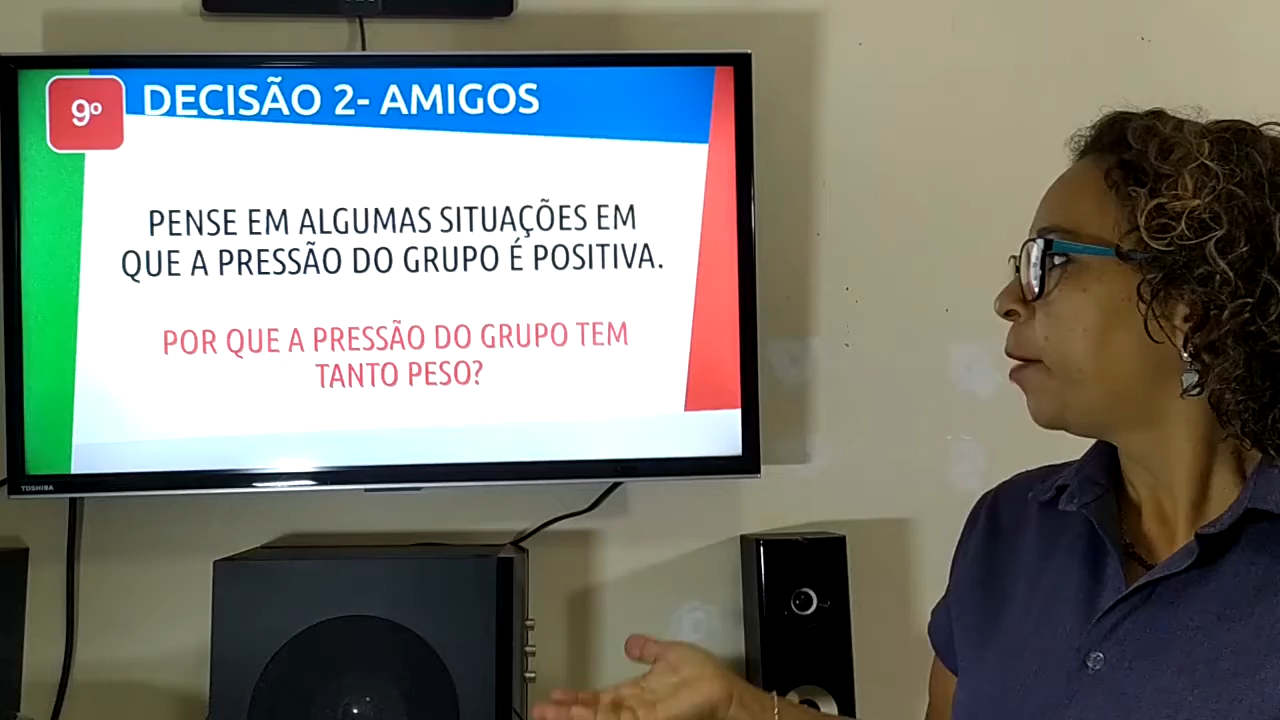 9º
DECISÃO 2- AMIGOS
PENSE EM ALGUMAS SITUAÇÕES EM
QUE A PRESSÃO DO GRUPO É POSITIVA.
POR QUE A PRESSÃO DO GRUPO TEM
TANTO PESO?
TOSHIBA